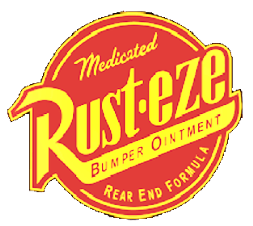 Medicated
Rust·eze
BUMPER OINTMENT
REAR END FORMULA